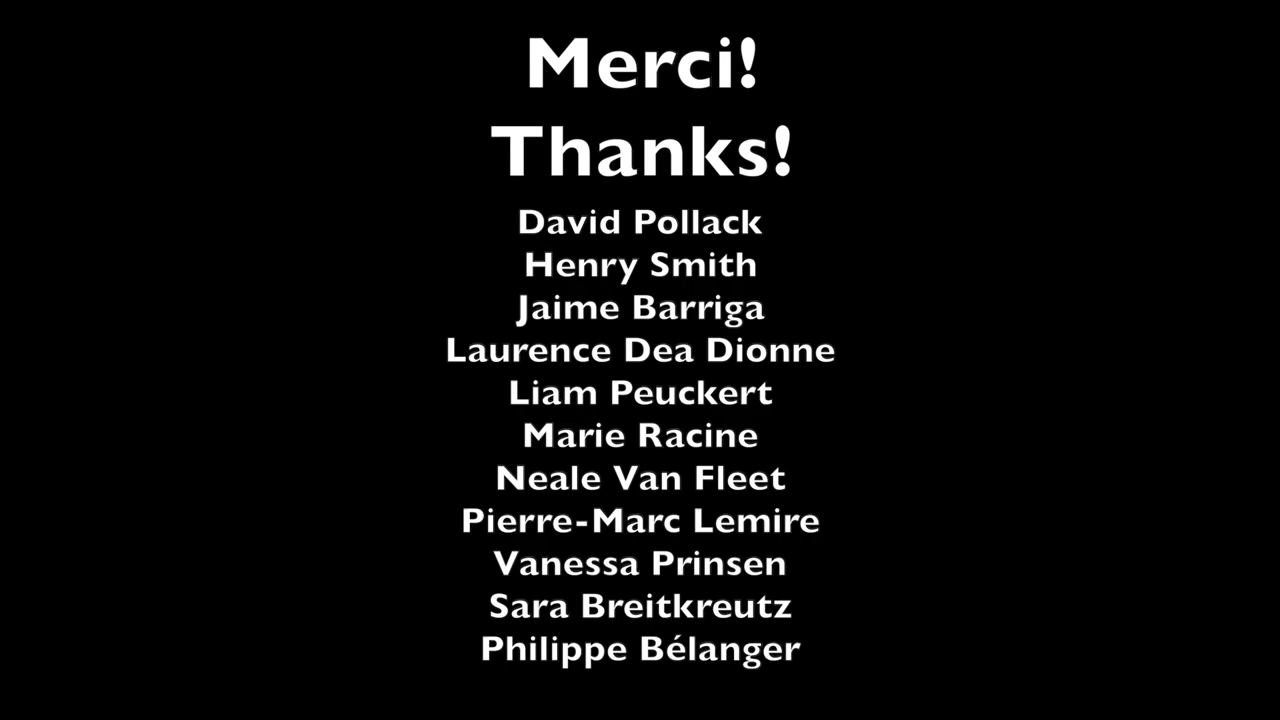 Merci!
Thanks!
David Pollack
Henry Smith
Jaime Barriga
Laurence Dea Dionne
Liam Peuckert
Marie Racine
Neale Van Fleet
Pierre-Marc Lemire
Vanessa Prinsen
Sara Breitkreutz
Philippe Bélanger